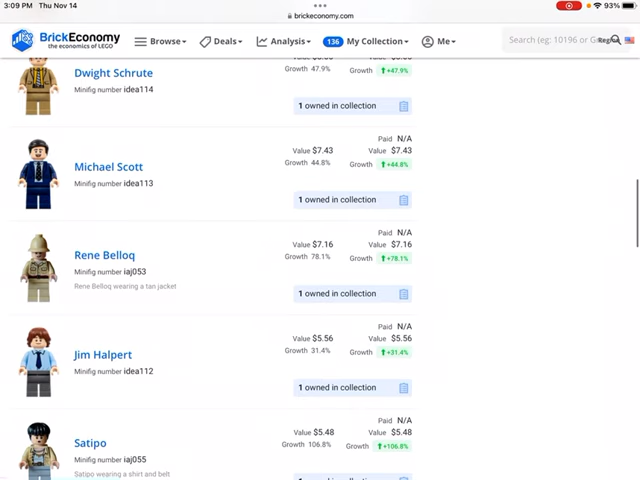 3:09 PM Thu Nov 14
93%
brickeconomy.com
BrickEconomy
the economics of LEGO
Browse
Deals
Analysis
136 My Collection
Me
Search (eg: 10196 or G
Dwight Schrute
Minifig number idea114
Growth 47.9%
Growth +47.9%
1 owned in collection
Michael Scott
Minifig number idea113
Paid N/A
Value $7.43
Value $7.43
Growth 44.8%
Growth +44.8%
1 owned in collection
Rene Belloq
Minifig number iaj053
Rene Belloq wearing a tan jacket
Paid N/A
Value $7.16
Value $7.16
Growth 78.1%
Growth +78.1%
1 owned in collection
Jim Halpert
Minifig number idea112
Paid N/A
Value $5.56
Value $5.56
Growth 31.4%
Growth +31.4%
1 owned in collection
Satipo
Minifig number iaj055
Satipo wearing a shirt and belt
Paid N/A
Value $5.48
Value $5.48
Growth 106.8%
Growth +106.8%